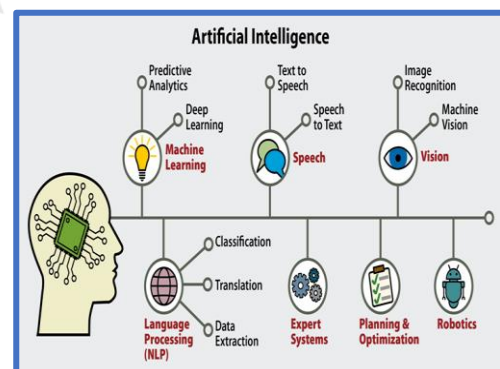 Artificial Intelligence
Predictive
Analytics
Deep
Learning
Machine
Learning
Text to
Speech
Speech
to Text
Speech
Image
Recognition
Machine
Vision
Vision
Classification
Translation
Data
Extraction
Language
Processing
(NLP)
Expert
Systems
Planning &
Optimization
Robotics